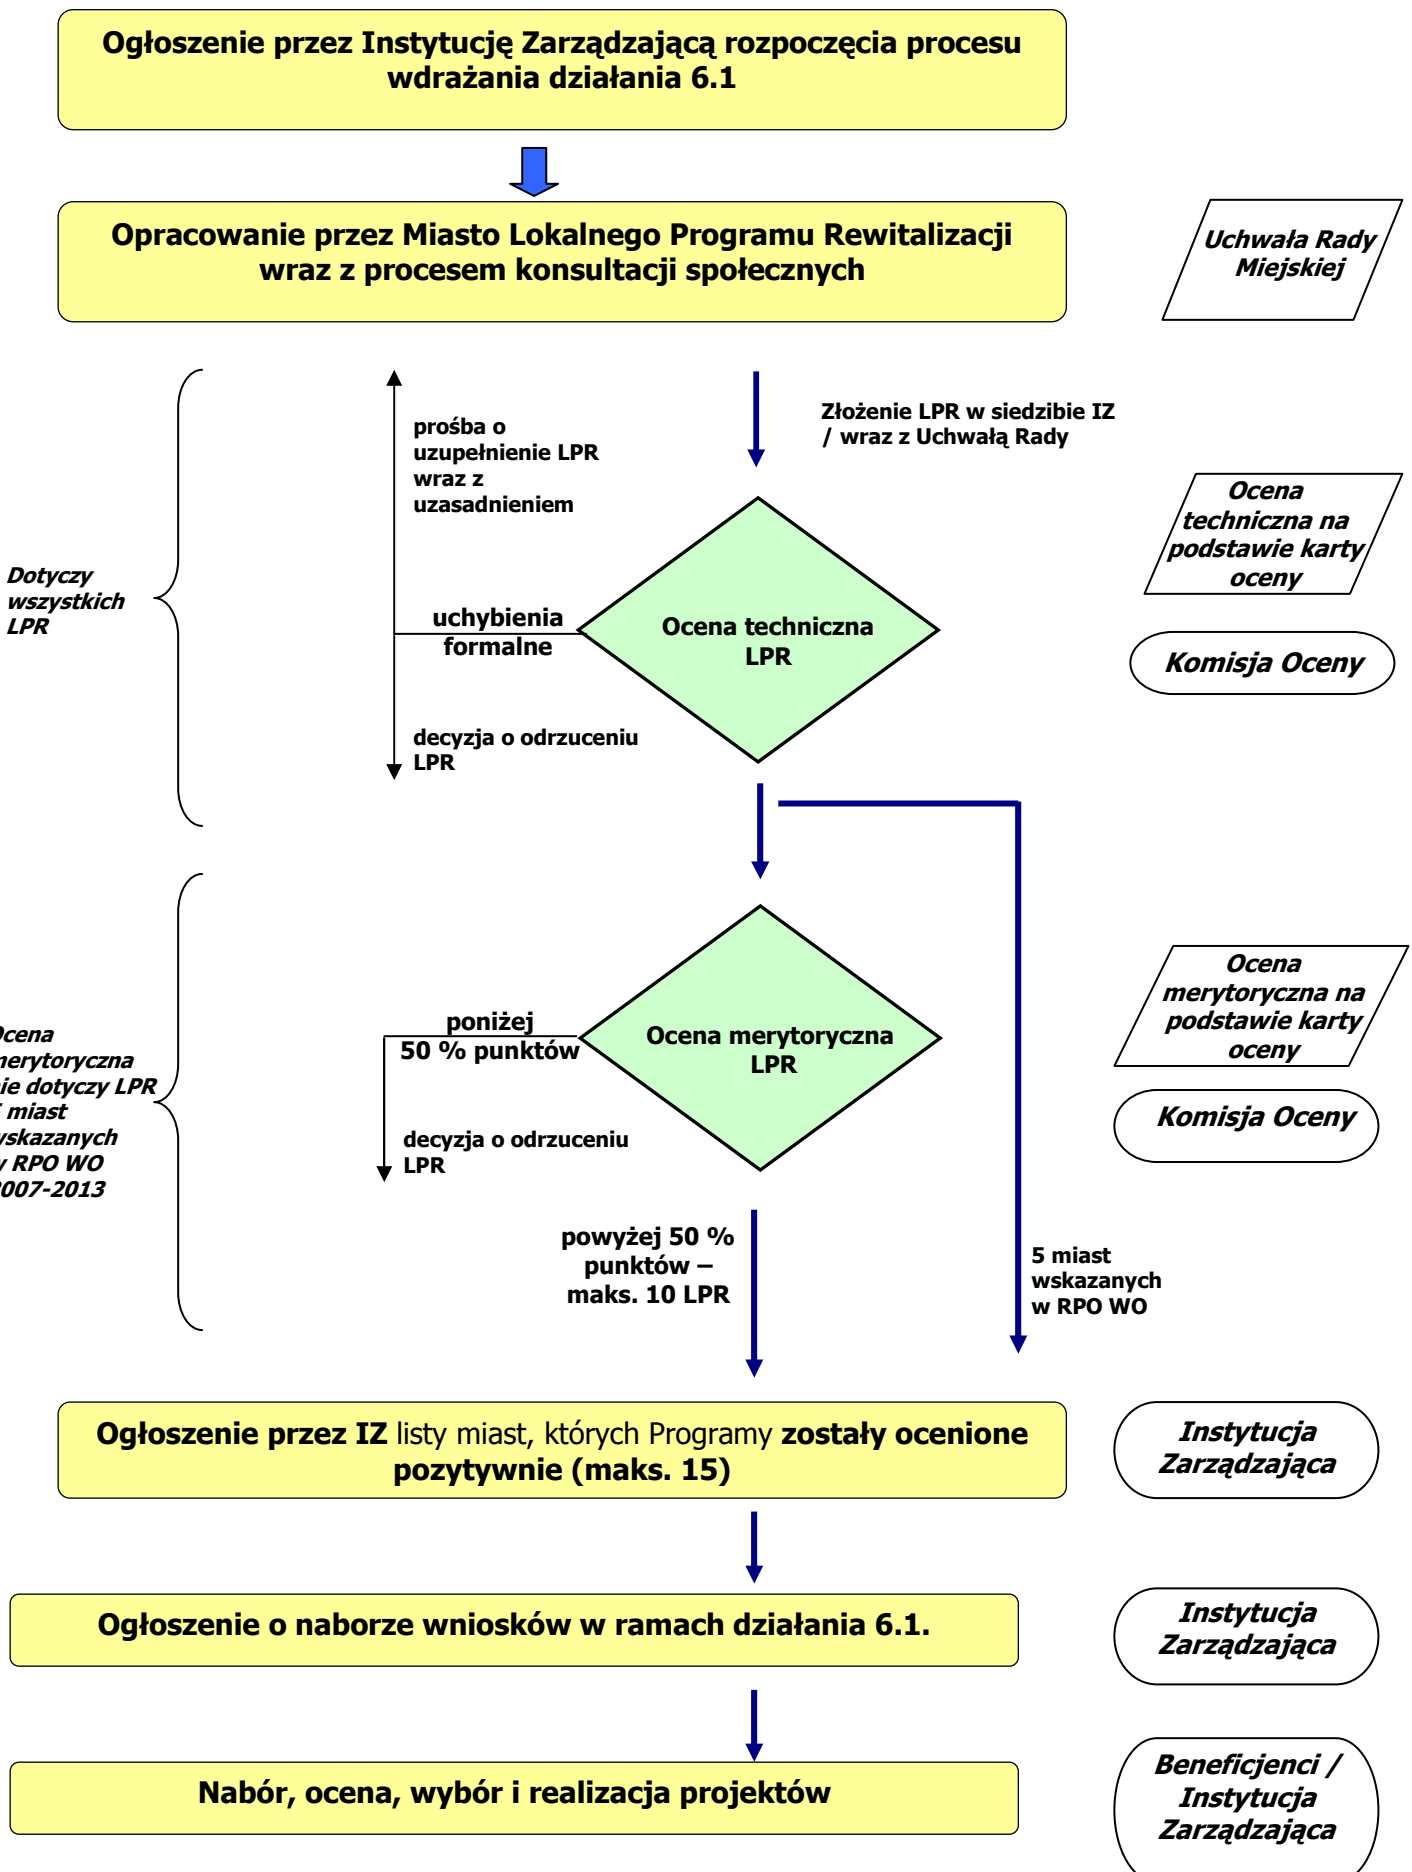 Ogłoszenie przez Instytucję Zarządzającą rozpoczęcia procesu
wdrażania działania 6.1
Opracowanie przez Miasto Lokalnego Programu Rewitalizacji
wraz z procesem konsultacji społecznych
Uchwała Rady
Miejskiej
prośba o
uzupełnienie LPR
wraz z
uzasadnieniem
Złożenie LPR w siedzibie IZ
/ wraz z Uchwałą Rady
Ocena
techniczna na
podstawie karty
oceny
Dotyczy
wszystkich
LPR
uchybienia
formalne
Ocena techniczna
LPR
Komisja Oceny
decyzja o odrzuceniu
LPR
Ocena
merytoryczna na
podstawie karty
oceny
poniżej
50 % punktów
Ocena merytoryczna
LPR
dotyczy LPR
miast
RPO WO
Komisja Oceny
decyzja o odrzuceniu
LPR
powyżej 50 %
punktów –
maks. 10 LPR
5 miast
wskazanych
w RPO WO
Ogłoszenie przez IZ listy miast, których Programy zostały ocenione
pozytywnie (maks. 15)
Instytucja
Zarządzająca
Ogłoszenie o naborze wniosków w ramach działania 6.1.
Instytucja
Zarządzająca
Nabór, ocena, wybór i realizacja projektów
Beneficjenci /
Instytucja
Zarządzająca